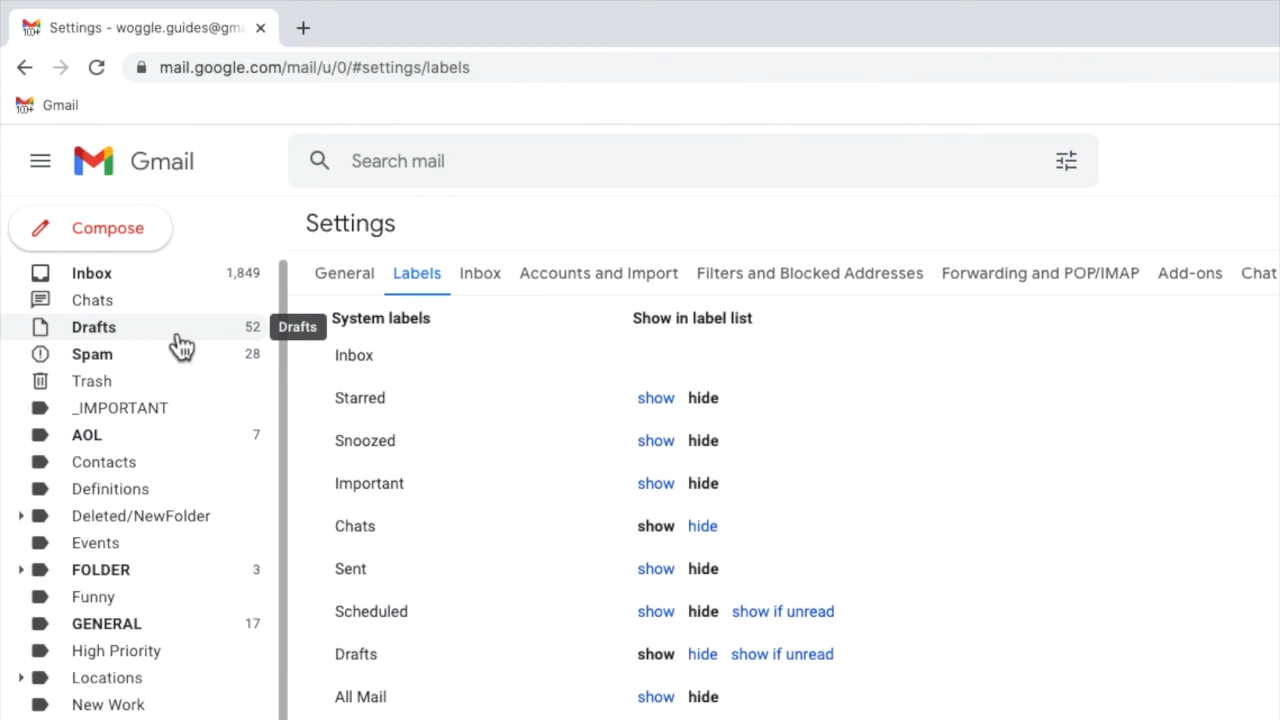 Settings - woggle.guides@gma
mail.google.com/mail/u/0/#settings/labels
100+ Gmail
Gmail
Search mail
Compose
Settings
General Labels Inbox Accounts and Import Filters and Blocked Addresses Forwarding and POP/IMAP Add-ons Chat
Inbox 1,849
Chats
Drafts 52
Drafts
Spam 28
Trash
_IMPORTANT
AOL 7
Contacts
Definitions
Deleted/NewFolder
Events
FOLDER 3
Funny
GENERAL 17
High Priority
Locations
New Work
System labels Show in label list
Inbox
Starred show hide
Snoozed show hide
Important show hide
Chats show hide
Sent show hide
Scheduled show hide show if unread
Drafts show hide show if unread
All Mail show hide